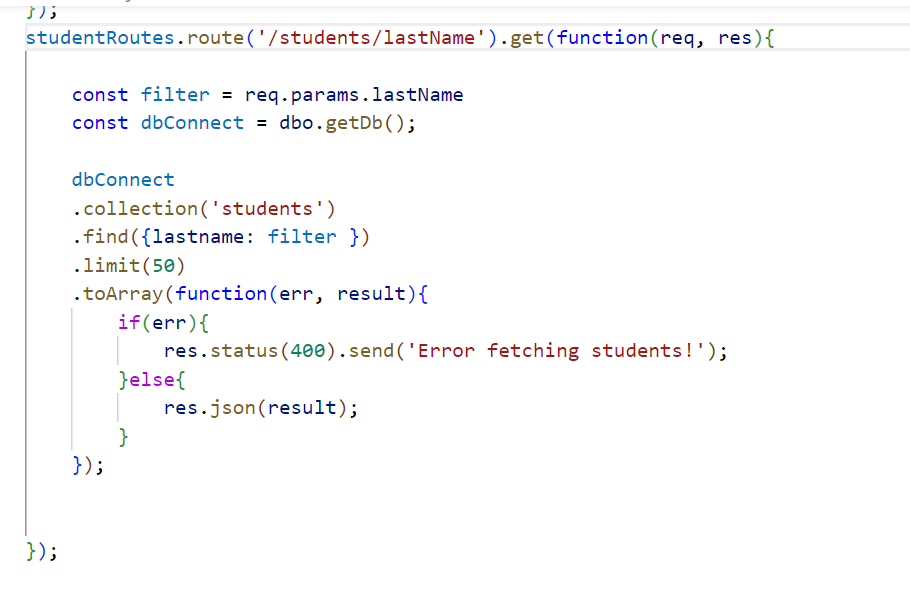 });
studentRoutes.route('/students/lastName').get(function(req, res){
const filter = req.params.lastName
const dbConnect = dbo.getDb();
dbConnect
.collection('students')
.find({lastname: filter })
.limit(50)
.toArray(function(err, result){
if(err){
res.status(400).send('Error fetching students!');
}else{
res.json(result);
}
});
});